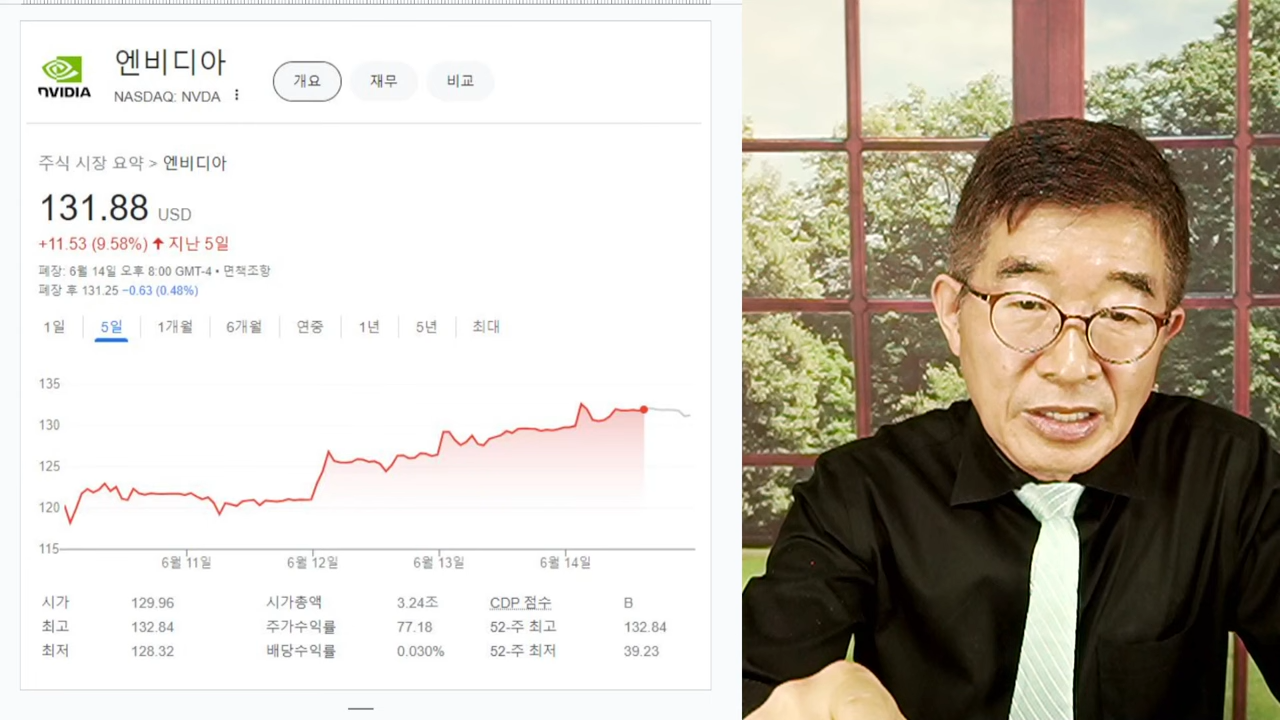 엔비디아
NVIDIA
NASDAQ: NVDA
개요 재무 비교
주식 시장 요약 > 엔비디아
131.88 USD
+11.53 (9.58%) ↑ 지난 5일
폐장: 6월 14일 오후 8:00 GMT-4 • 면책조항
폐장 후 131.25 −0.63 (0.48%)
1일 5일 1개월 6개월 연중 1년 5년 최대
135
130
125
120
115
6월 11일 6월 12일 6월 13일 6월 14일
시가 129.96 시가총액 3.24조 CDP 점수 B
최고 132.84 주가수익률 77.18 52-주 최고 132.84
최저 128.32 배당수익률 0.030% 52-주 최저 39.23